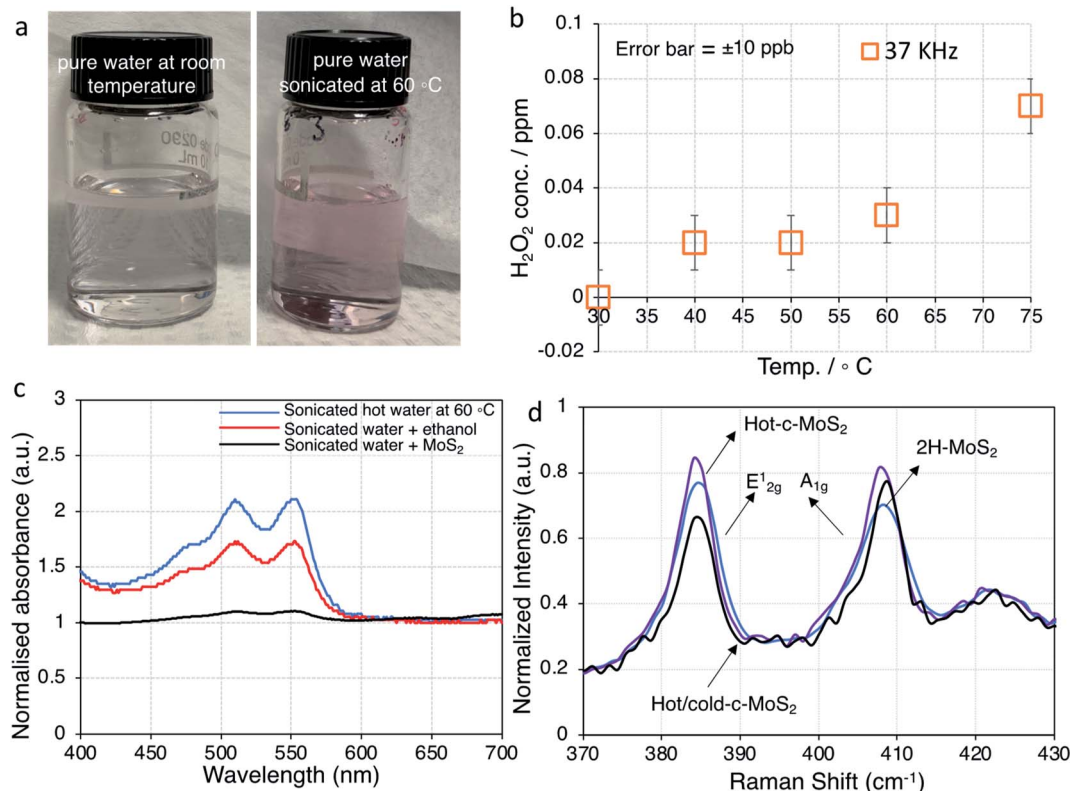 a
pure water at room
temperature
pure water
sonicated at 60 °C
b
H₂O₂ conc. / ppm
0.1
0.08
0.06
0.04
0.02
0
-0.02
Error bar = ±10 ppb
37 KHz
30 35 40 45 50 55 60 65 70 75
Temp. / ◦ C
c
Normalised absorbance (a.u.)
3
2.5
2
1.5
1
0.5
0
Sonicated hot water at 60 ◦C
Sonicated water + ethanol
Sonicated water + MoS₂
400 450 500 550 600 650 700
Wavelength (nm)
d
Normalized Intensity (a.u.)
1
0.8
0.6
0.4
0.2
0
Hot-c-MoS₂
2H-MoS₂
E¹₂g A₁g
Hot/cold-c-MoS₂
370 380 390 400 410 420 430
Raman Shift (cm⁻¹)